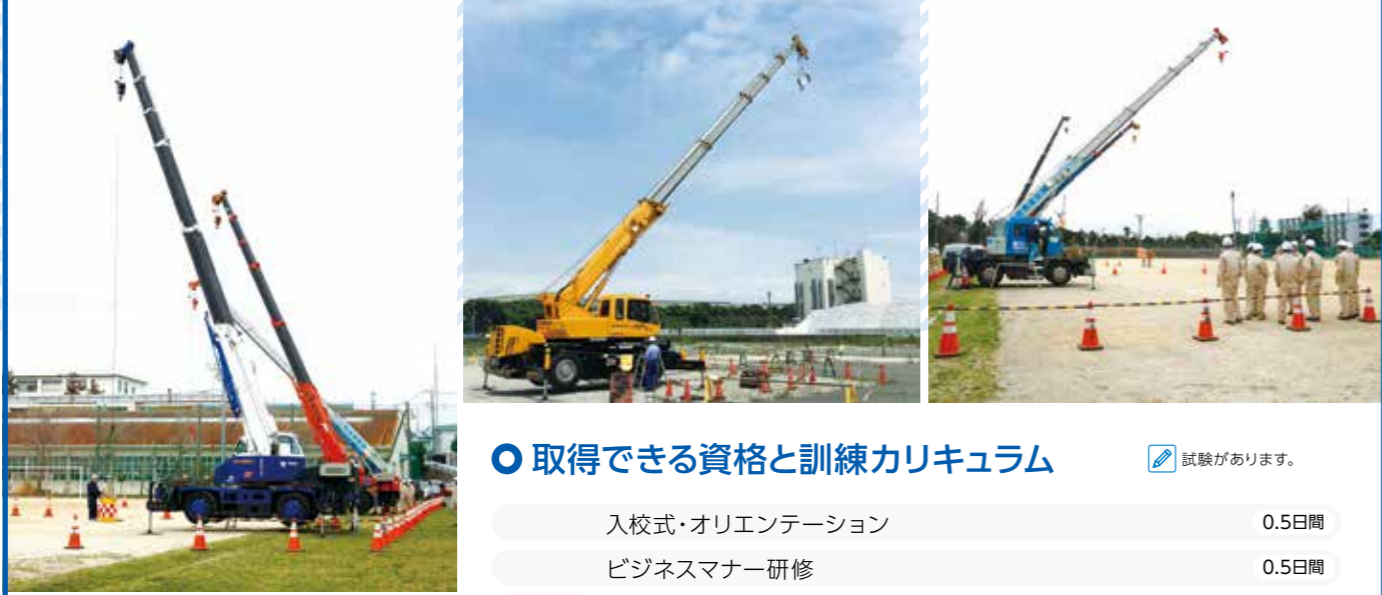 取得できる資格と訓練カリキュラム
試験があります。
入校式・オリエンテーション 0.5日間
ビジネスマナー研修 0.5日間